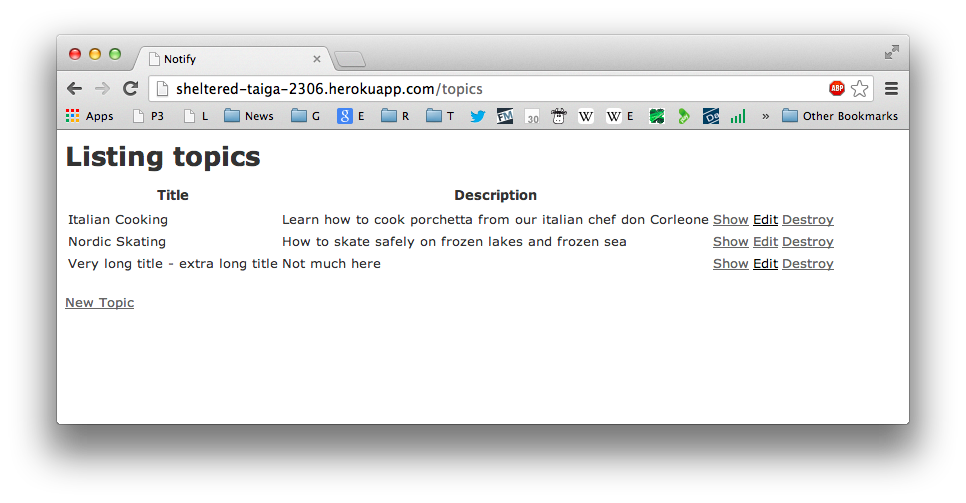 Notify
sheltered-taiga-2306.herokuapp.com/topics ABP
Apps P3 L News G 8 E R T FM 30 W W E De » Other Bookmarks
Listing topics
Title Description
Italian Cooking Learn how to cook porchetta from our italian chef don Corleone Show Edit Destroy
Nordic Skating How to skate safely on frozen lakes and frozen sea Show Edit Destroy
Very long title - extra long title Not much here Show Edit Destroy
New Topic